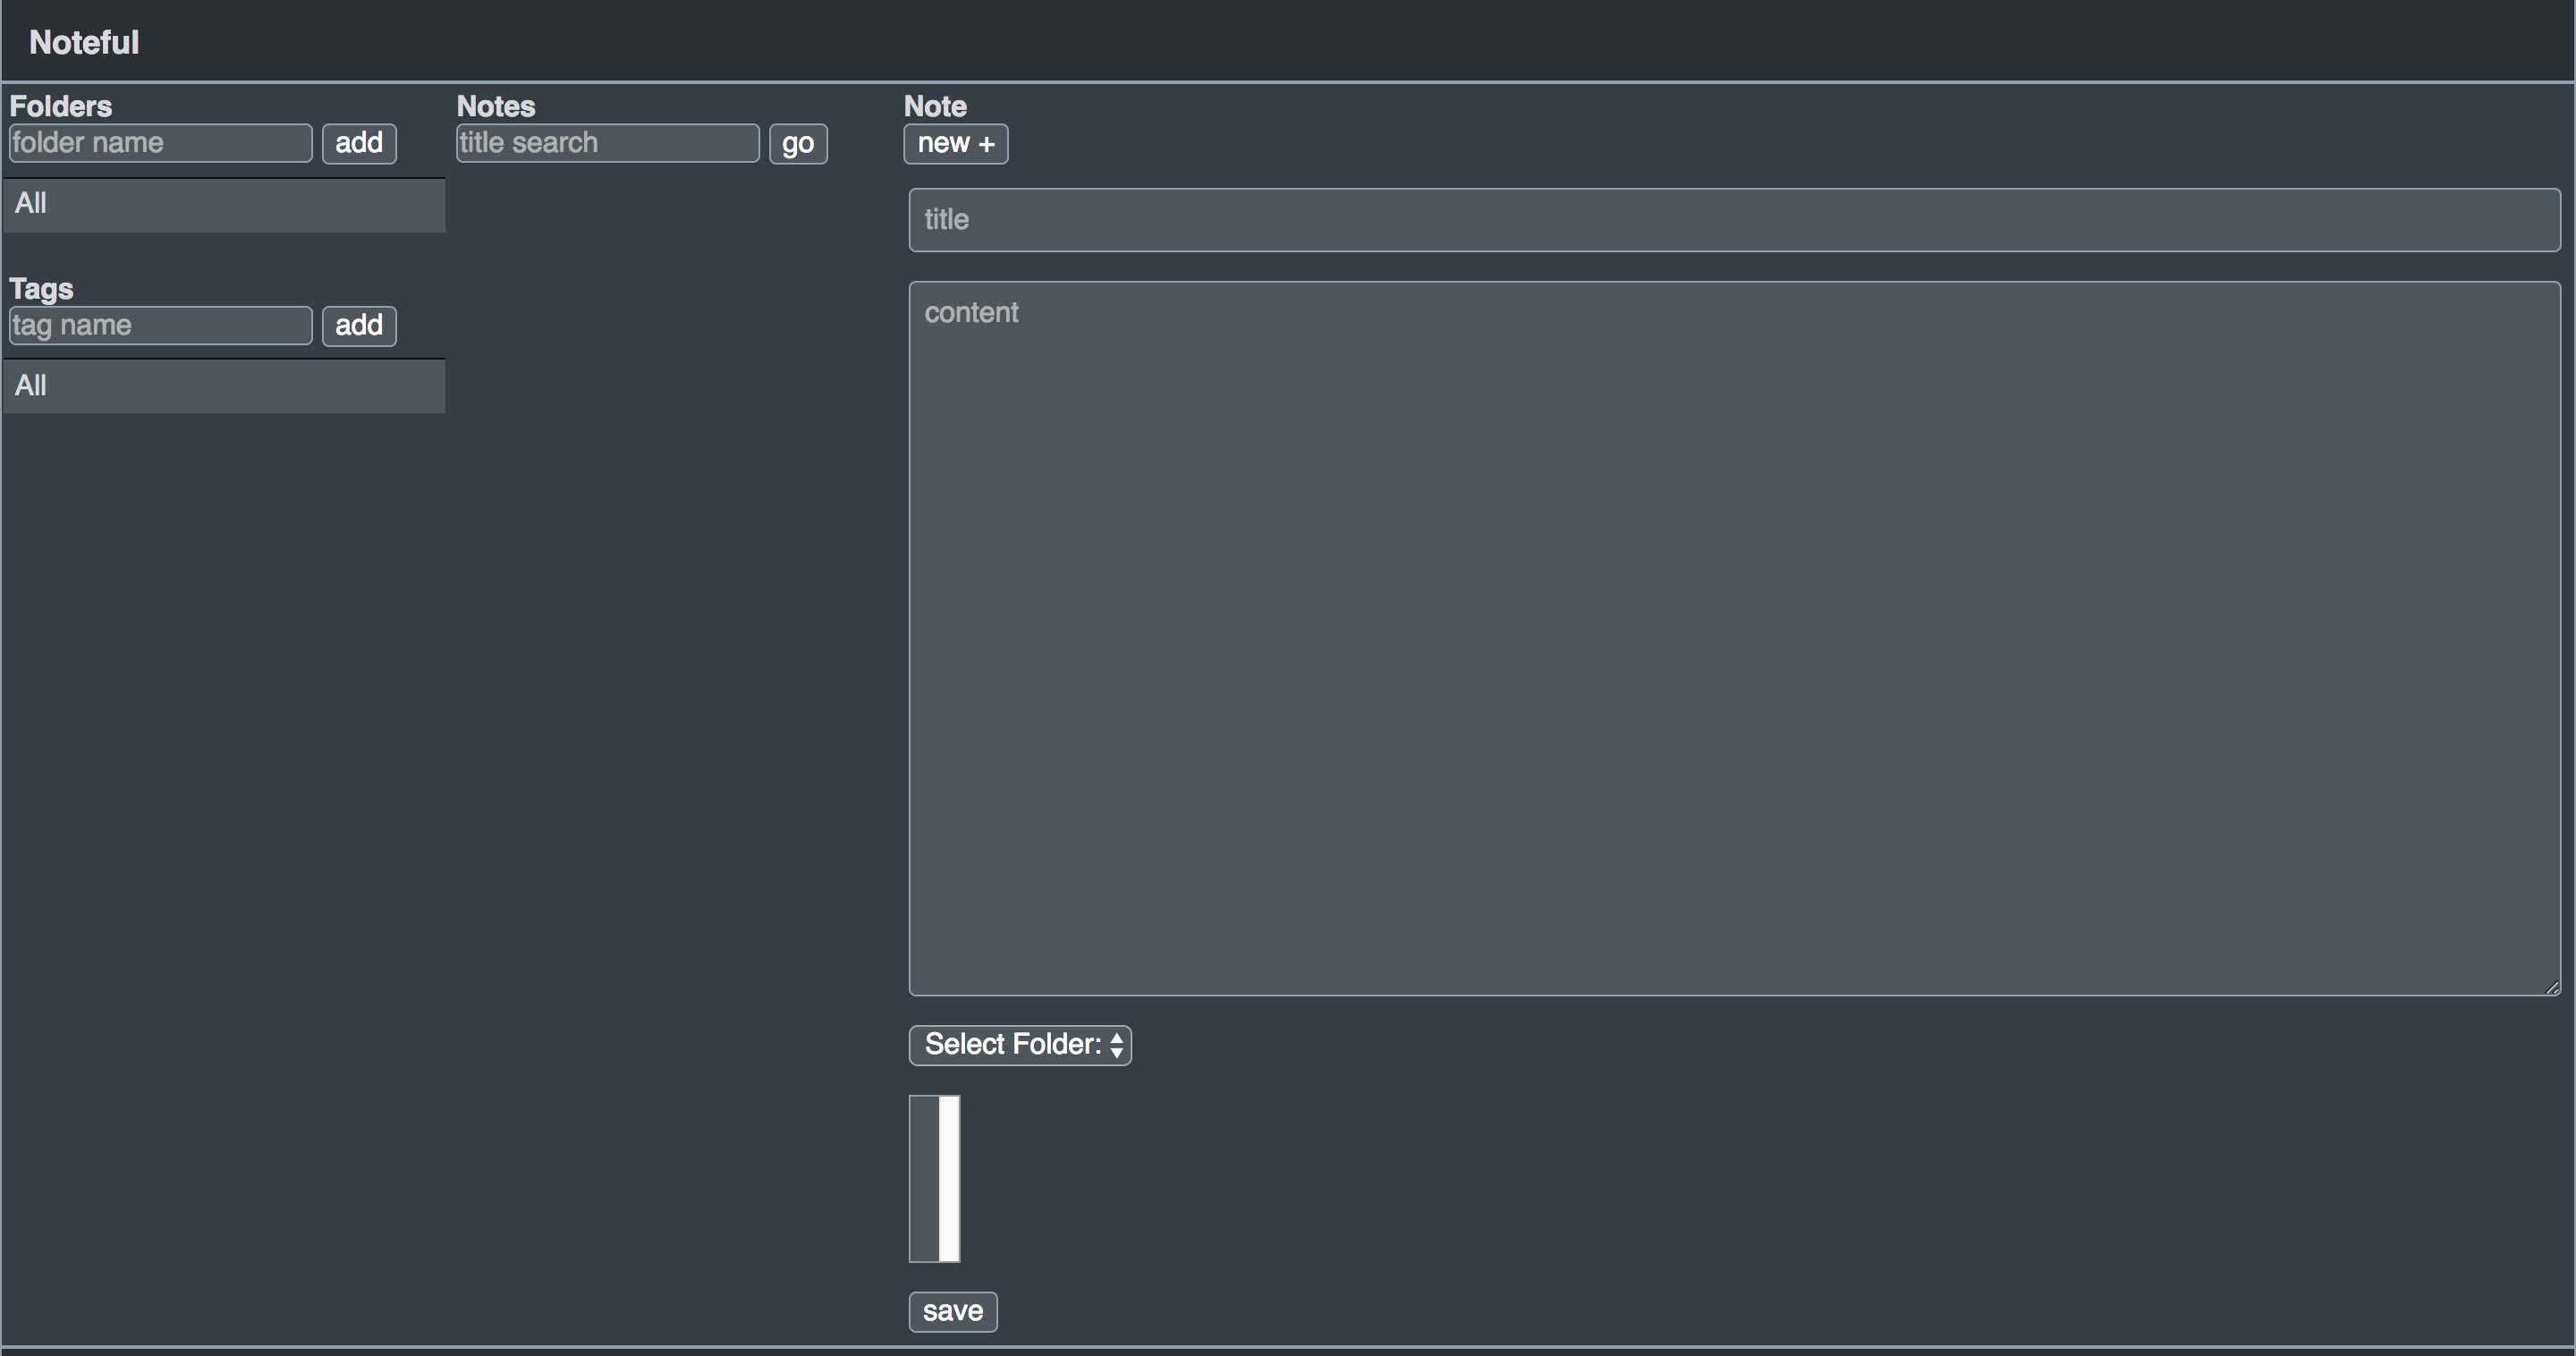 Noteful
Folders
folder name add
All
Tags
tag name add
All
Notes
title search go
Note
new +
title
content
Select Folder:
save